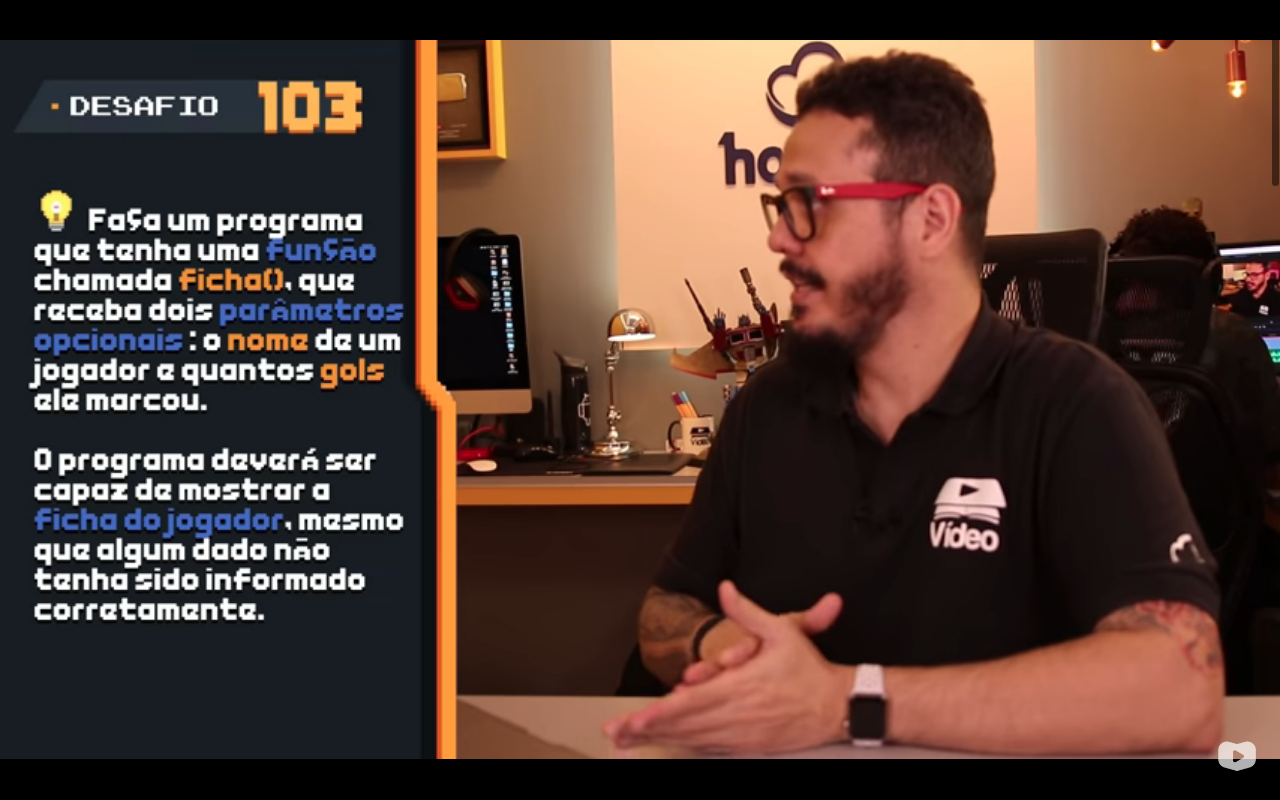 DESAFIO 103
Faça um programa
que tenha uma função
chamada ficha(), que
receba dois parâmetros
opcionais: o nome de um
jogador e quantos gols
ele marcou.
O programa deverá ser
capaz de mostrar a
ficha do jogador, mesmo
que algum dado não
tenha sido informado
corretamente.
Vídeo